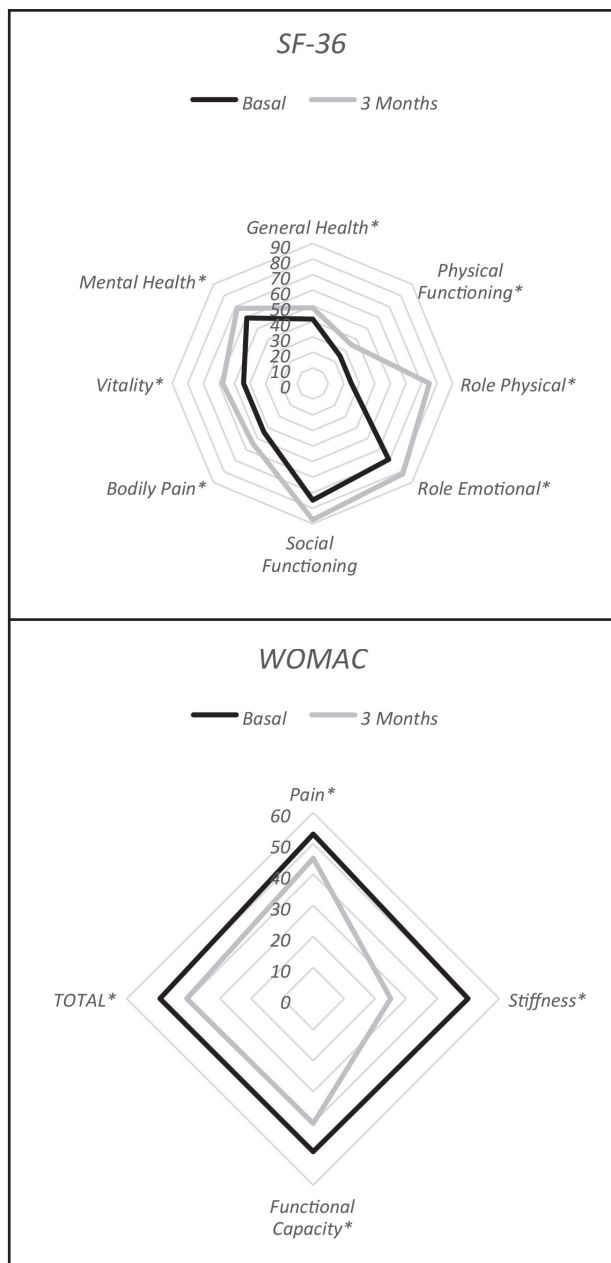 SF-36
Basal 3 Months
General Health*
90
80
70
60
50
40
30
20
10
0
Physical
Functioning*
Mental Health*
Vitality*
Role Physical*
Bodily Pain*
Role Emotional*
Social
Functioning
WOMAC
Basal 3 Months
Pain*
60
50
40
30
20
10
0
TOTAL*
Stiffness*
Functional
Capacity*